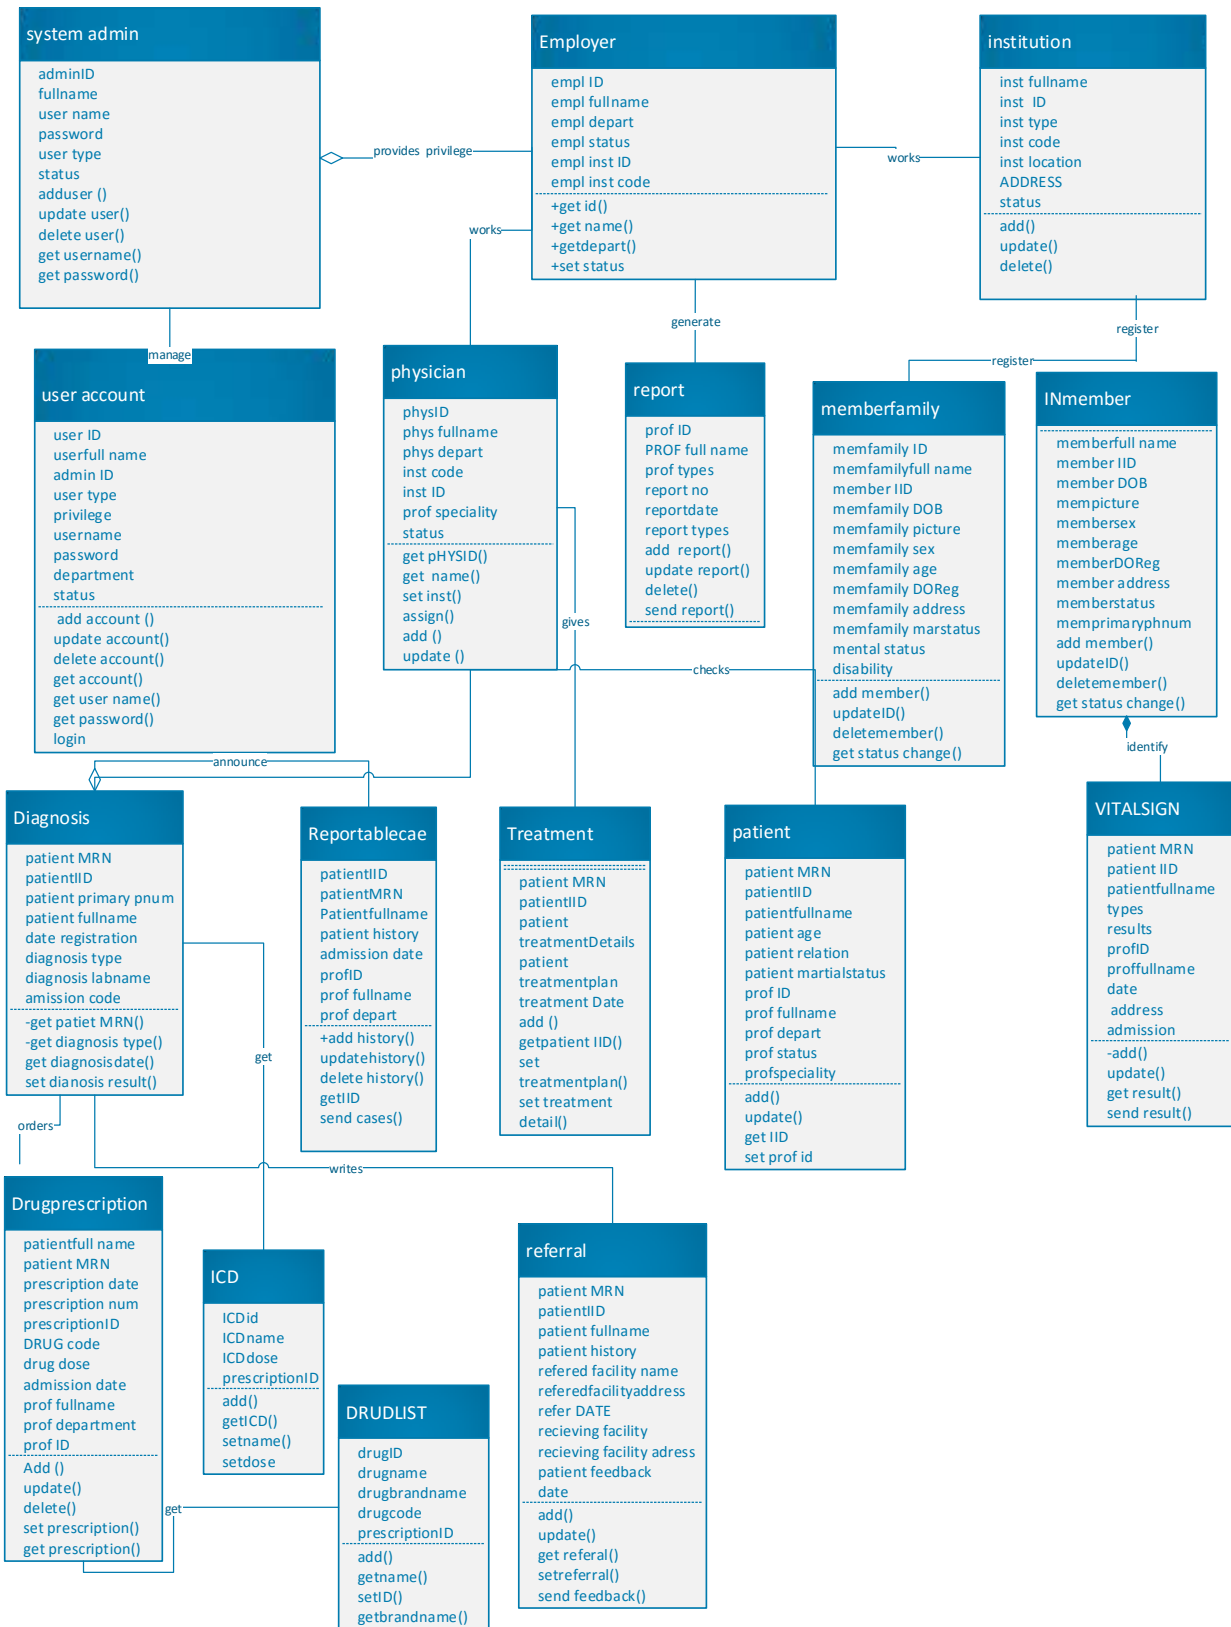 system admin
adminID
fullname
user name
password
user type
status
adduser ()
update user()
delete user()
get username()
get password()
provides privilege
Employer
empl ID
empl fullname
empl depart
empl status
empl inst ID
empl inst code
+get id()
+get name()
+getdepart()
+set status
works
institution
inst fullname
inst ID
inst type
inst code
inst location
ADDRESS
status
add()
update()
delete()
works
generate
register
register
manage
user account
user ID
userfull name
admin ID
user type
privilege
username
password
department
status
add account ()
update account()
delete account()
get account()
get user name()
get password()
login
physician
physID
phys fullname
phys depart
inst code
inst ID
prof speciality
status
get pHYSID()
get name()
set inst()
assign()
add ()
update ()
report
prof ID
PROF full name
prof types
report no
reportdate
report types
add report()
update report()
delete()
send report()
memberfamily
memfamily ID
memfamilyfull name
member IID
memfamily DOB
memfamily picture
memfamily sex
memfamily age
memfamily DOReg
memfamily address
memfamily marstatus
mental status
disability
add member()
updateID()
deletemember()
get status change()
INmember
memberfull name
member IID
member DOB
mempicture
membersex
memberage
memberDOReg
member address
memberstatus
memprimaryphnum
add member()
updateID()
deletemember()
get status change()
gives
checks
identify
announce
Diagnosis
patient MRN
patientIID
patient primary pnum
patient fullname
date registration
diagnosis type
diagnosis labname
amission code
-get patiet MRN()
-get diagnosis type()
get diagnosisdate()
set dianosis result()
Reportablecae
patientIID
patientMRN
Patientfullname
patient history
admission date
profID
prof fullname
prof depart
+add history()
updatehistory()
delete history()
getIID
send cases()
Treatment
patient MRN
patientIID
patient
treatmentDetails
patient
treatmentplan
treatment Date
add ()
getpatient IID()
set
treatmentplan()
set treatment
detail()
patient
patient MRN
patientIID
patientfullname
patient age
patient relation
patient martialstatus
prof ID
prof fullname
prof depart
prof status
profspeciality
add()
update()
get IID
set prof id
VITALSIGN
patient MRN
patient IID
patientfullname
types
results
profID
proffullname
date
address
admission
-add()
update()
get result()
send result()
get
orders
writes
Drugprescription
patientfull name
patient MRN
prescription date
prescription num
prescriptionID
DRUG code
drug dose
admission date
prof fullname
prof department
prof ID
Add ()
update()
delete()
set prescription()
get prescription()
get
ICD
ICDid
ICDname
ICDdose
prescriptionID
add()
getICD()
setname()
setdose
DRUDLIST
drugID
drugname
drugbrandname
drugcode
prescriptionID
add()
getname()
setID()
getbrandname()
referral
patient MRN
patientIID
patient fullname
patient history
refered facility name
referedfacilityaddress
refer DATE
recieving facility
recieving facility adress
patient feedback
date
add()
update()
get referal()
setreferral()
send feedback()